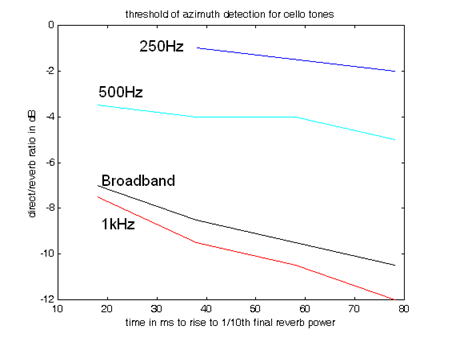 threshold of azimuth detection for cello tones
0
250Hz
-2
500Hz
-4
direct/reverb ratio in dB
-6
Broadband
-8
1kHz
-10
-12
10 20 30 40 50 60 70 80
time in ms to rise to 1/10th final reverb power